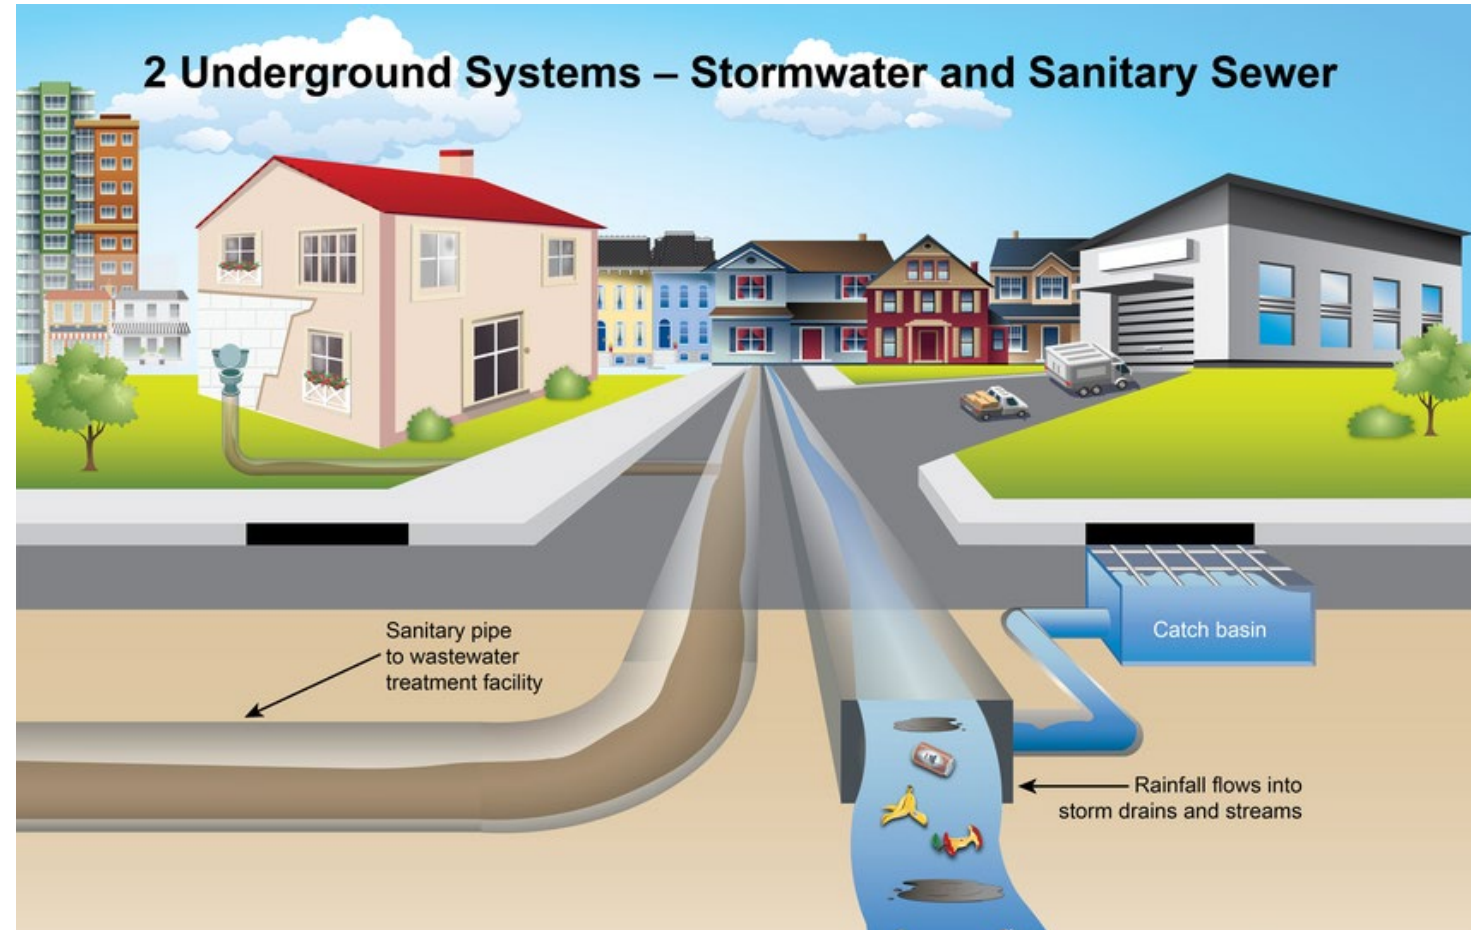 2 Underground Systems – Stormwater and Sanitary Sewer
Sanitary pipe
to wastewater
treatment facility
Catch basin
Rainfall flows into
storm drains and streams